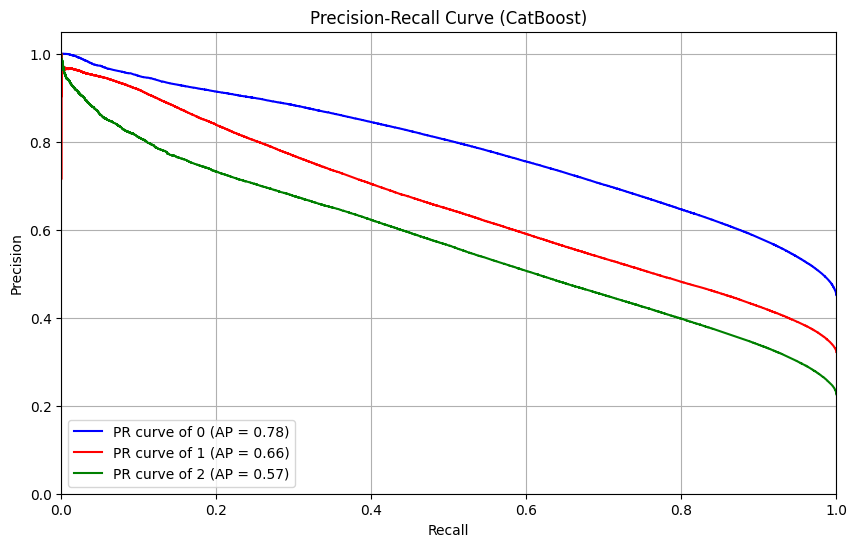 Precision-Recall Curve (CatBoost)
1.0
0.8
0.6
0.4
0.2
0.0
Precision
PR curve of 0 (AP = 0.78)
PR curve of 1 (AP = 0.66)
PR curve of 2 (AP = 0.57)
0.0 0.2 0.4 0.6 0.8 1.0
Recall